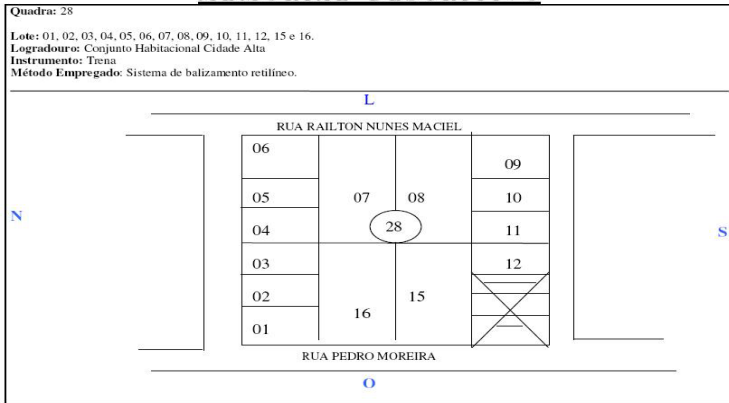 Quadra: 28
Lote: 01, 02, 03, 04, 05, 06, 07, 08, 09, 10, 11, 12, 15 e 16.
Logradouro: Conjunto Habitacional Cidade Alta
Instrumento: Trena
Método Empregado: Sistema de balizamento retilíneo.
L
RUA RAILTON NUNES MACIEL
06
09
05 07 08 10
N
28
04 11
S
03 12
02 15
16
01
RUA PEDRO MOREIRA
O